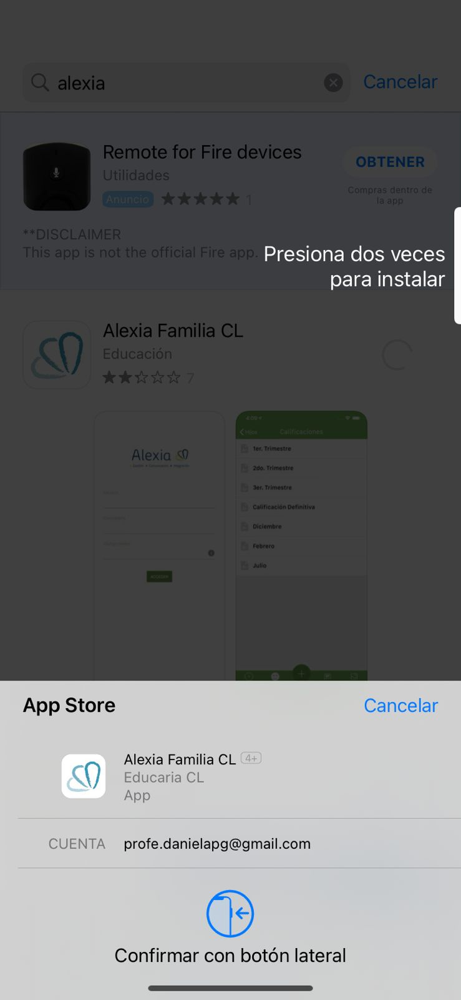 alexia
Cancelar
Remote for Fire devices
Utilidades
Anuncio
1
OBTENER
Compras dentro de
la app
**DISCLAIMER
This app is not the official Fire app.
Presiona dos veces
para instalar
Alexia Familia CL
Educación
7
Alexia
ACCEDER
4:09
Hijos
Calificaciones
1er. Trimestre
2do. Trimestre
3er. Trimestre
Calificación Definitiva
Diciembre
Febrero
Julio
App Store
Cancelar
Alexia Familia CL 4+
Educaria CL
App
CUENTA
profe.danielapg@gmail.com
Confirmar con botón lateral